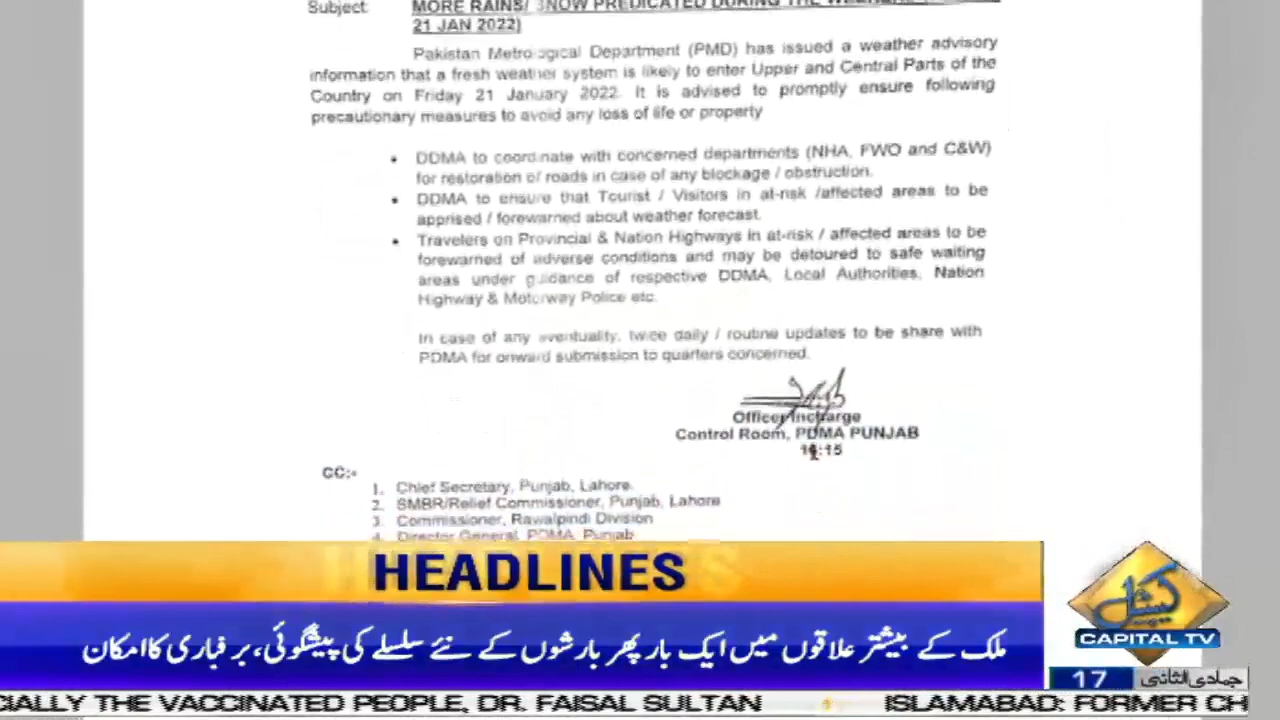 Subject: MORE RAINS/ SNOW PREDICATED DURING THE
21 JAN 2022)
Pakistan Metrological Department (PMD) has issued a weather advisory
information that a fresh weather system is likely to enter Upper and Central Parts of the
Country on Friday 21 January 2022. It is advised to promptly ensure following
precautionary measures to avoid any loss of life or property
• DDMA to coordinate with concerned departments (NHA, FWO and C&W)
for restoration of roads in case of any blockage / obstruction.
• DDMA to ensure that Tourist / Visitors in at-risk /affected areas to be
apprised / forewarned about weather forecast.
• Travelers on Provincial & Nation Highways in at-risk / affected areas to be
forewarned of adverse conditions and may be detoured to safe waiting
areas under guidance of respective DDMA, Local Authorities, Nation
Highway & Motorway Police etc.
In case of any eventuality, twice daily / routine updates to be share with
PDMA for onward submission to quarters concerned.
Officer Incharge
Control Room, PDMA PUNJAB
CC:-
1. Chief Secretary, Punjab, Lahore.
2. SMBR/Relief Commissioner, Punjab, Lahore
3. Commissioner, Rawalpindi Division
4. Director General, PDMA, Punjab
HEADLINES
ملک کے بیشتر علاقوں میں ایک بار پھر بارشوں کے نئے سلسلے کی پیشگوئی، برفباری کا امکان
کیپیٹل
CAPITAL TV
17 جمادی الثانی
CIALLY THE VACCINATED PEOPLE, DR. FAISAL SULTAN ISLAMABAD: FORMER CH